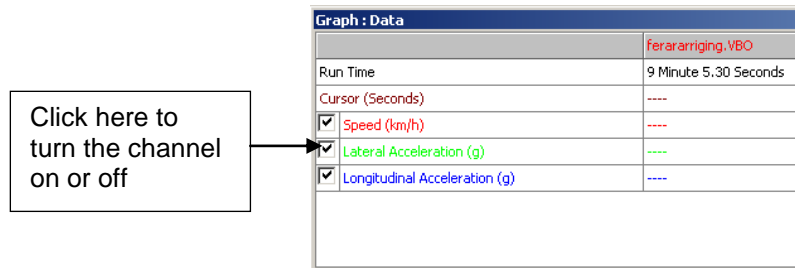 Graph : Data
ferararriging.VBO
Run Time 9 Minute 5.30 Seconds
Cursor (Seconds) ----
Speed (km/h) ----
Lateral Acceleration (g) ----
Longitudinal Acceleration (g) ----
Click here to
turn the channel
on or off